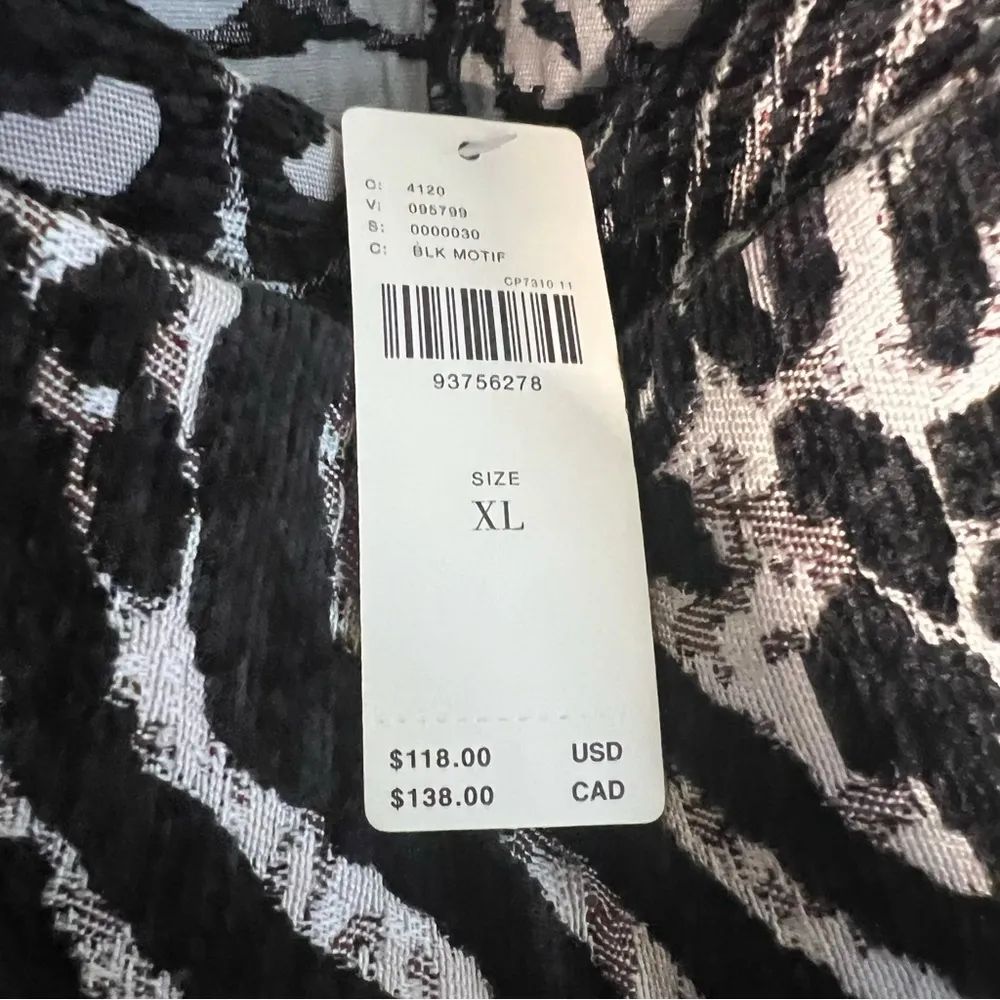 C: 4120
V: 095799
S: 0000030
C: BLK MOTIF
CP7310 11
93756278
SIZE
XL
$118.00 USD
$138.00 CAD